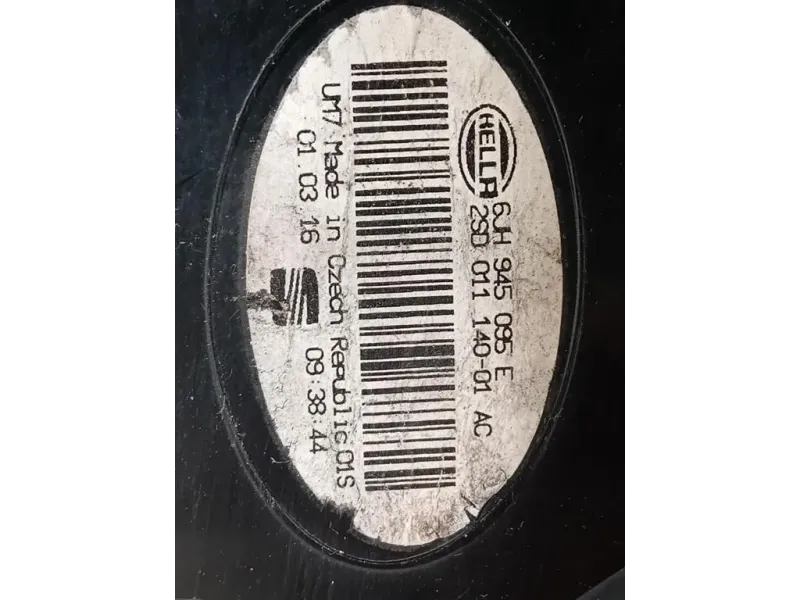 HELLA
6JH 945 095 E
2SD 011 140-01 AC
UM7 Made in Czech Republic 01S
01.03.16 09:38:44